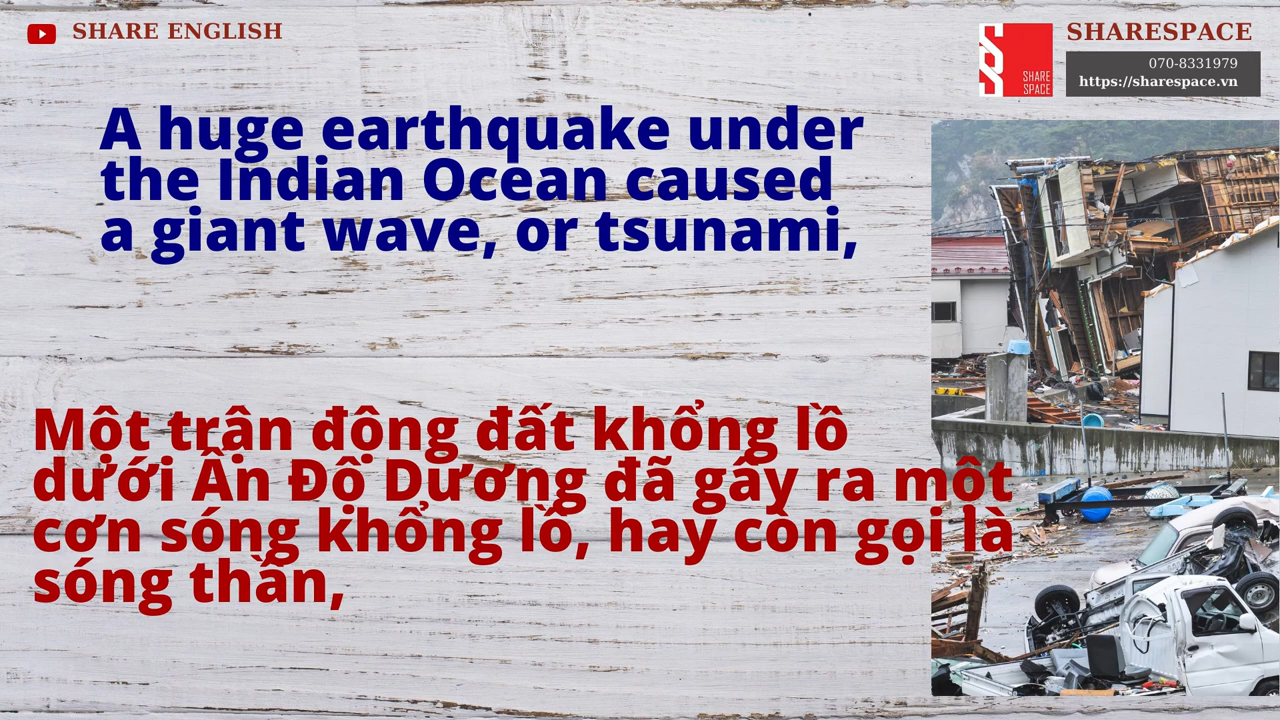 SHARE ENGLISH
SHARESPACE
070-8331979
https://sharespace.vn
SHARE
SPACE
A huge earthquake under
the Indian Ocean caused
a giant wave, or tsunami,
Một trận động đất khổng lồ
dưới Ấn Độ Dương đã gây ra một
cơn sóng khổng lồ, hay còn gọi là
sóng thần,